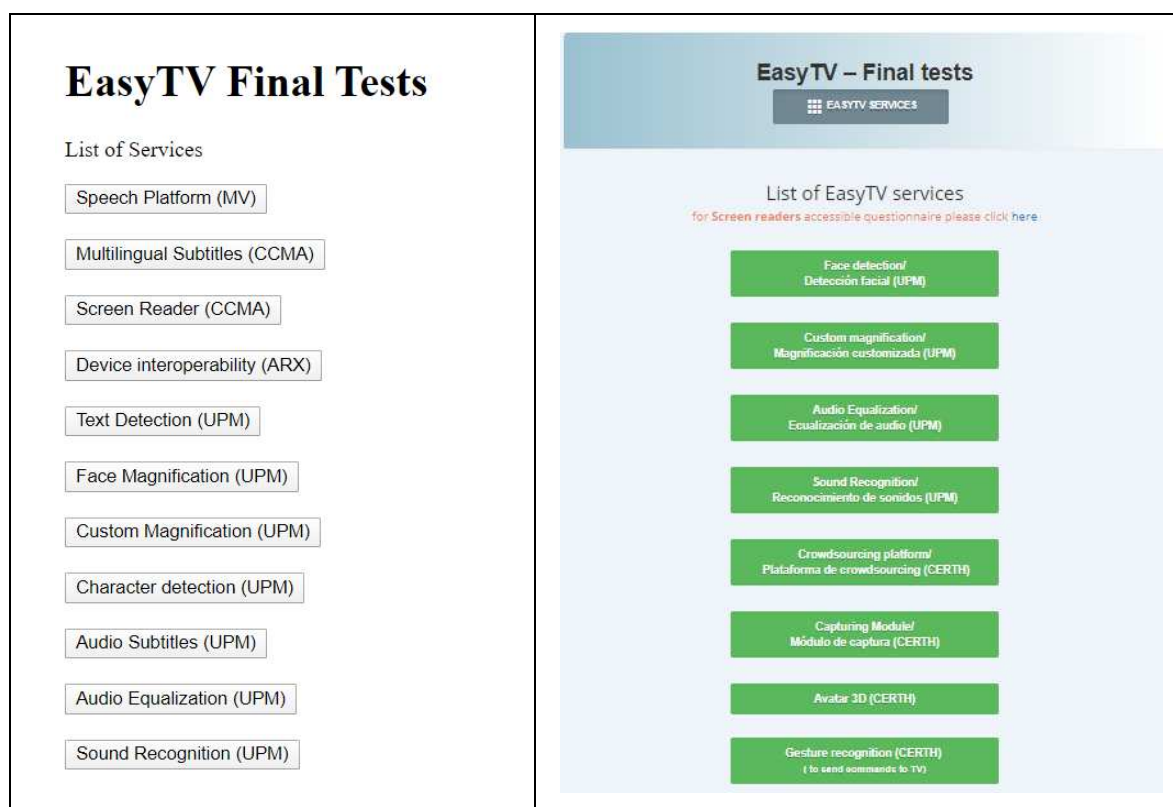 EasyTV Final Tests
List of Services
Speech Platform (MV)
Multilingual Subtitles (CCMA)
Screen Reader (CCMA)
Device interoperability (ARX)
Text Detection (UPM)
Face Magnification (UPM)
Custom Magnification (UPM)
Character detection (UPM)
Audio Subtitles (UPM)
Audio Equalization (UPM)
Sound Recognition (UPM)
EasyTV – Final tests
EASYTV SERVICES
List of EasyTV services
for Screen readers accessible questionnaire please click here
Face detection/
Detección facial (UPM)
Custom magnification/
Magnificación customizada (UPM)
Audio Equalization/
Ecualización de audio (UPM)
Sound Recognition/
Reconocimiento de sonidos (UPM)
Crowdsourcing platform/
Plataforma de crowdsourcing (CERTH)
Capturing Module/
Módulo de captura (CERTH)
Avatar 3D (CERTH)
Gesture recognition (CERTH)
( to send commands to TV)